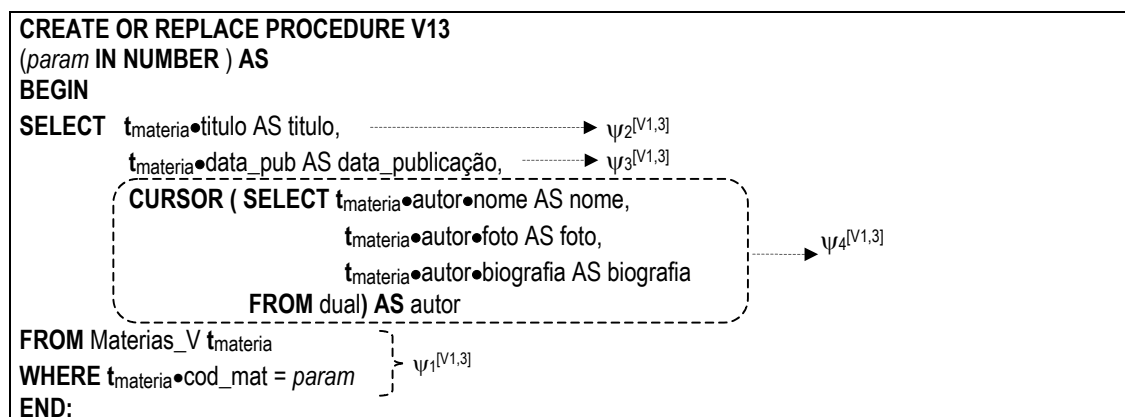 CREATE OR REPLACE PROCEDURE V13
(param IN NUMBER ) AS
BEGIN
SELECT tmateria●titulo AS titulo, ψ2[V1,3]
tmateria●data_pub AS data_publicação, ψ3[V1,3]
CURSOR ( SELECT tmateria●autor●nome AS nome,
tmateria●autor●foto AS foto,
ψ4[V1,3]
tmateria●autor●biografia AS biografia
FROM dual) AS autor
FROM Materias_V tmateria
ψ1[V1,3]
WHERE tmateria●cod_mat = param
END;